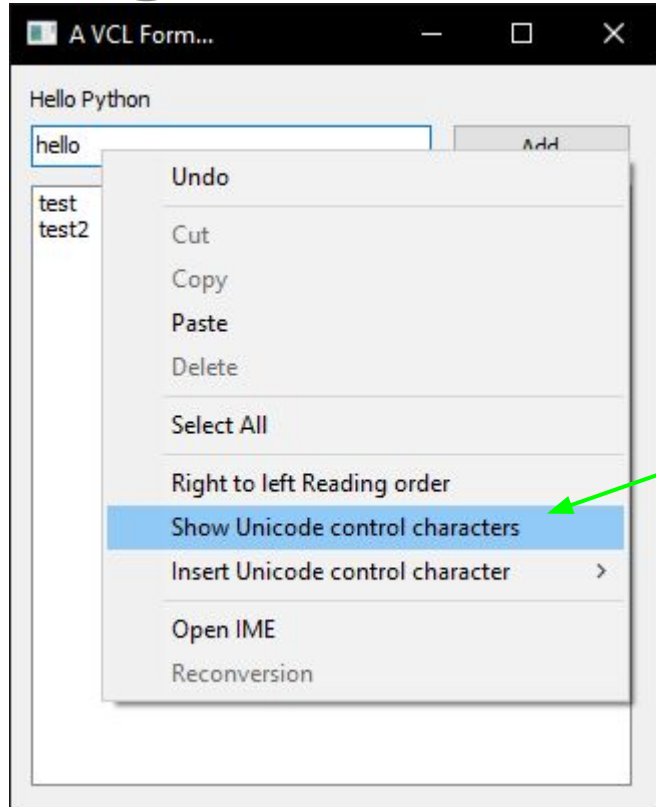 A VCL Form...
Hello Python
hello
Add
test
test2
Undo
Cut
Copy
Paste
Delete
Select All
Right to left Reading order
Show Unicode control characters
Insert Unicode control character
Open IME
Reconversion